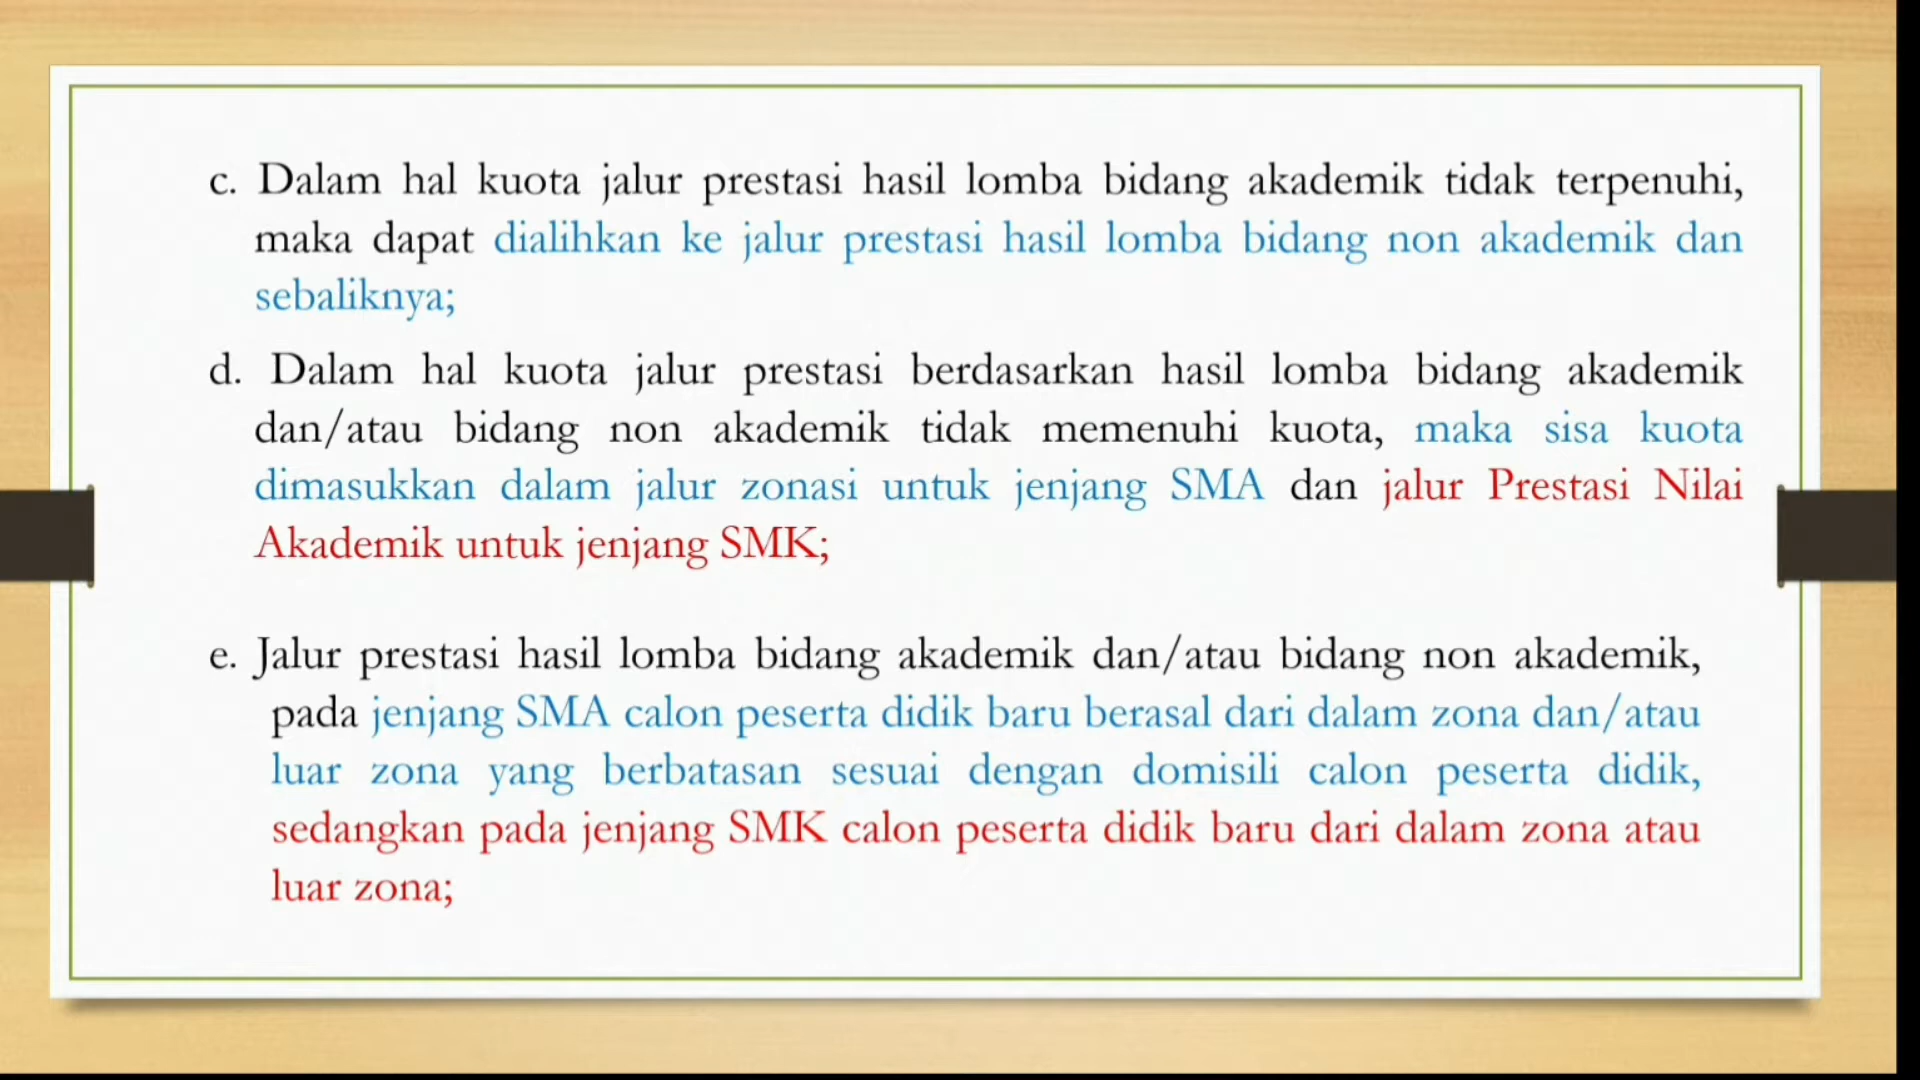 c. Dalam hal kuota jalur prestasi hasil lomba bidang akademik tidak terpenuhi,
maka dapat dialihkan ke jalur prestasi hasil lomba bidang non akademik dan
sebaliknya;
d. Dalam hal kuota jalur prestasi berdasarkan hasil lomba bidang akademik
dan/atau bidang non akademik tidak memenuhi kuota, maka sisa kuota
dimasukkan dalam jalur zonasi untuk jenjang SMA dan jalur Prestasi Nilai
Akademik untuk jenjang SMK;
e. Jalur prestasi hasil lomba bidang akademik dan/atau bidang non akademik,
pada jenjang SMA calon peserta didik baru berasal dari dalam zona dan/atau
luar zona yang berbatasan sesuai dengan domisili calon peserta didik,
sedangkan pada jenjang SMK calon peserta didik baru dari dalam zona atau
luar zona;